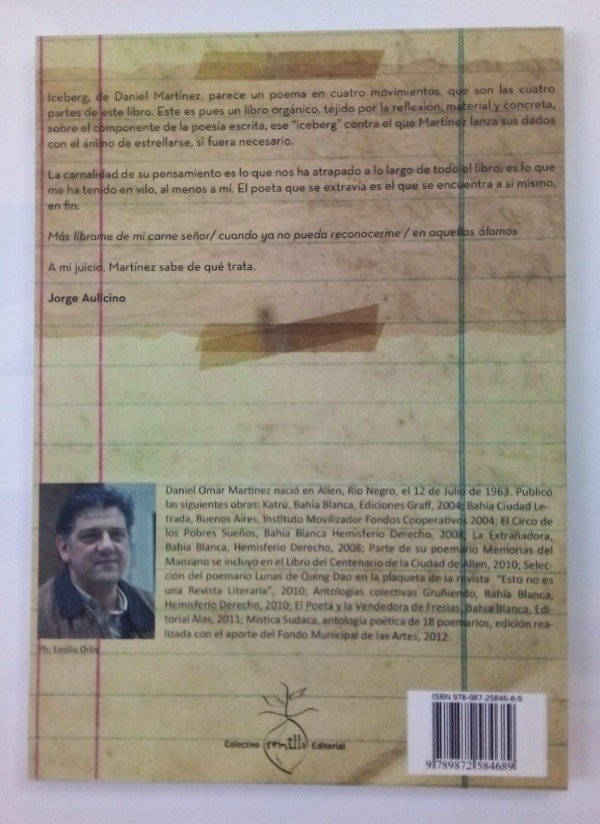 Iceberg, de Daniel Martínez, parece un poema en cuatro movimientos, que son las cuatro
partes de este libro. Este es pues un libro orgánico, tejido por la reflexión, material y concreta,
sobre el componente de la poesía escrita, ese "iceberg" contra el que Martínez lanza sus dados
con el ánimo de estrellarse, si fuera necesario.
La carnalidad de su pensamiento es lo que nos ha atrapado a lo largo de todo el libro; es lo que
me ha tenido en vilo, al menos a mí. El poeta que se extravía es el que se encuentra a sí mismo,
en fin:
Más líbrame de mi carne señor/ cuando ya no pueda reconocerme / en aquellos álamos
A mi juicio, Martínez sabe de qué trata.
Jorge Aulicino
Daniel Omar Martínez nació en Allen, Río Negro, el 12 de Julio de 1963. Publicó
las siguientes obras: Katrú, Bahía Blanca, Ediciones Graff, 2004; Bahía Ciudad Le-
trada, Buenos Aires, Instituto Movilizador Fondos Cooperativos 2004; El Circo de
los Pobres Sueños, Bahía Blanca Hemisferio Derecho, 2008; La Extrañadora,
Bahía Blanca, Hemisferio Derecho, 2008; Parte de su poemario Memorias del
Manzano se incluyó en el Libro del Centenario de la Ciudad de Allen, 2010; Selec-
ción del poemario Lunas de Quing Dao en la plaqueta de la revista "Esto no es
una Revista Literaria", 2010; Antologías colectivas Gruñiendo, Bahía Blanca,
Hemisferio Derecho, 2010; El Poeta y la Vendedora de Fresias, Bahía Blanca, Edi-
torial Alas, 2011; Mística Sudaca, antología poética de 18 poemarios, edición rea-
lizada con el aporte del Fondo Municipal de las Artes, 2012.
Ph: Emilio Orbe
Colectivo semilla Editorial
ISBN 978-987-25846-8-9
9 789872 584689